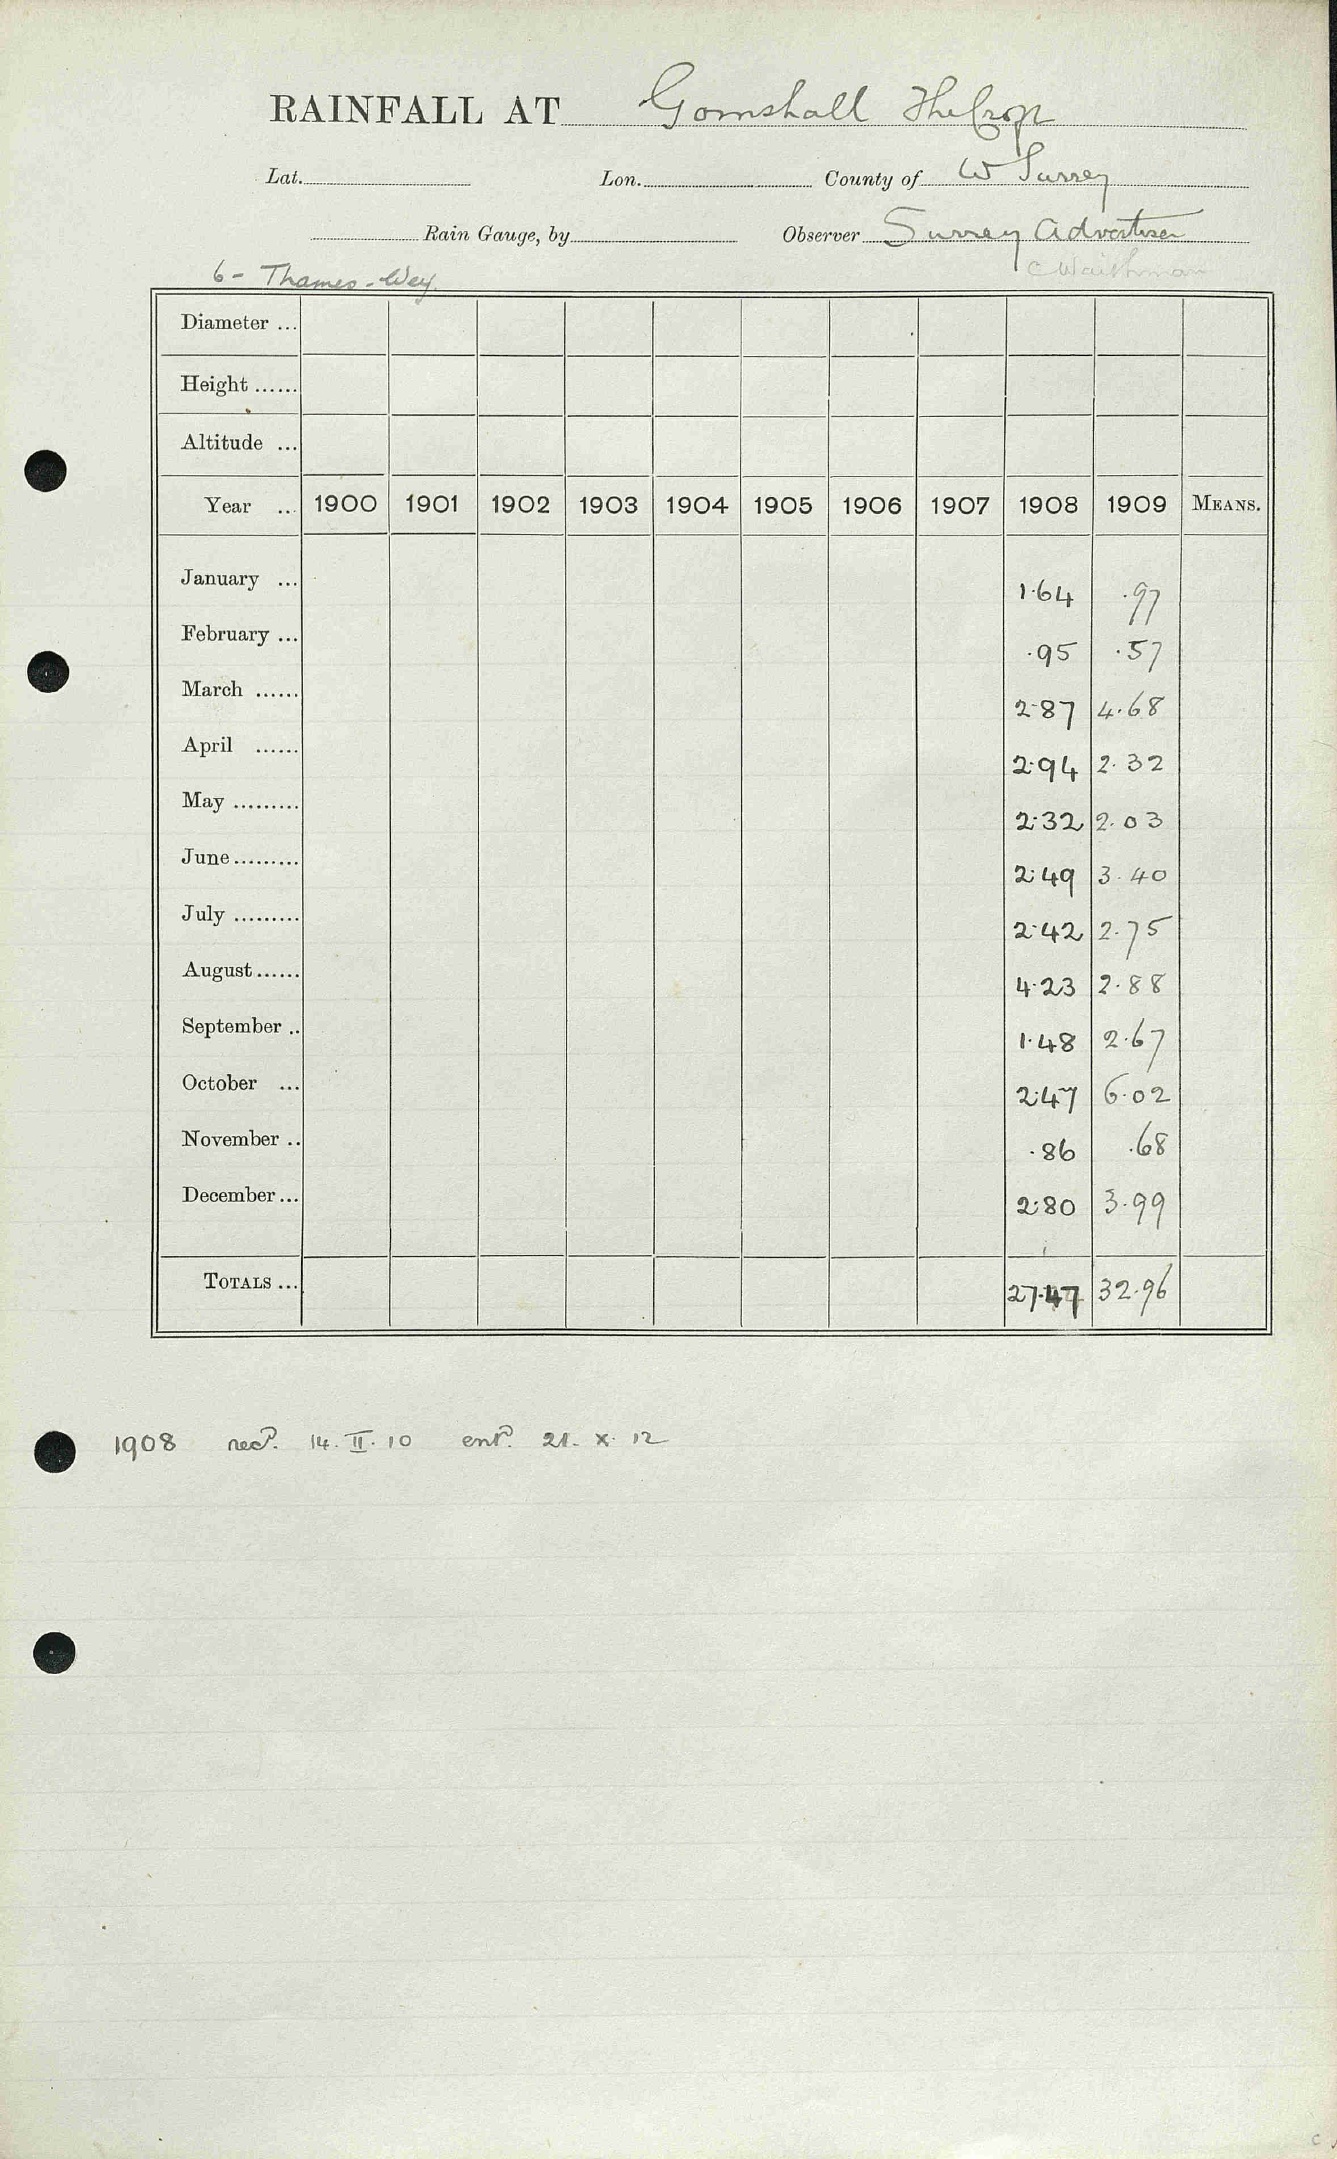 RAINFALL AT Gomshall The Crop
Lat. Lon. County of W Surrey
Rain Gauge, by Observer Surrey Advertiser
6 - Thames - Wey. C Waithman
Diameter ...
Height ......
Altitude ...
Year .. 1900 1901 1902 1903 1904 1905 1906 1907 1908 1909 MEANS.
January ... 1.64 .97
February ... .95 .57
March ...... 2.87 4.68
April ...... 2.94 2.32
May ......... 2.32 2.03
June ......... 2.49 3.40
July ......... 2.42 2.75
August ...... 4.23 2.88
September .. 1.48 2.67
October ... 2.47 6.02
November .. .86 .68
December ... 2.80 3.99
TOTALS ... 27.47 32.96
1908 recd. 14. II. 10 entd. 21. X. 12